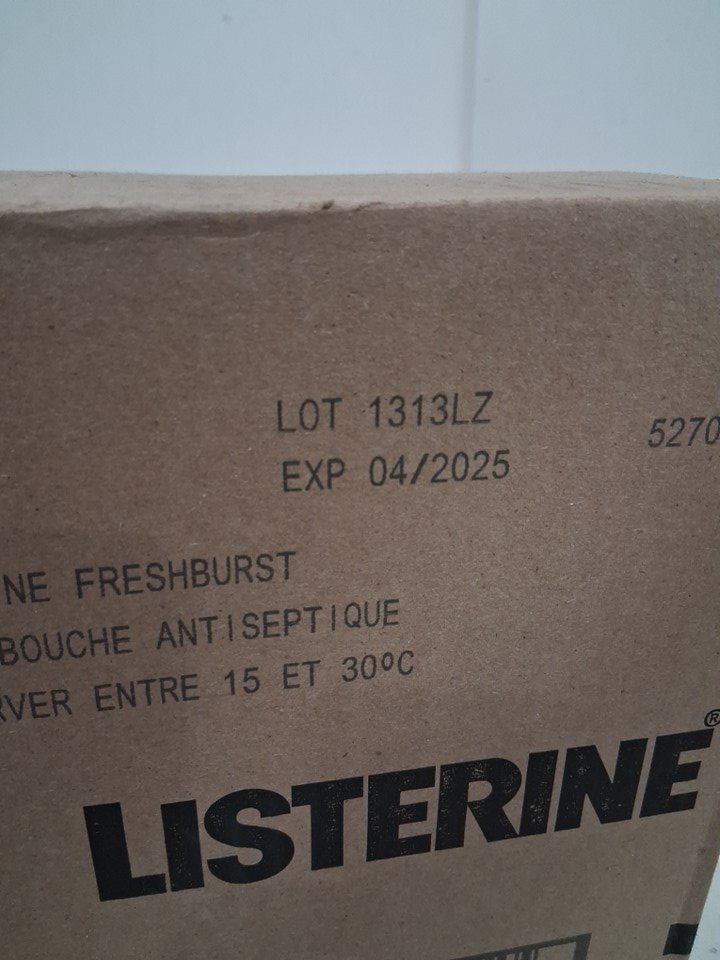 LOT 1313LZ
EXP 04/2025
5270
NE FRESHBURST
BOUCHE ANTISEPTIQUE
RVER ENTRE 15 ET 30ºC
LISTERINE®